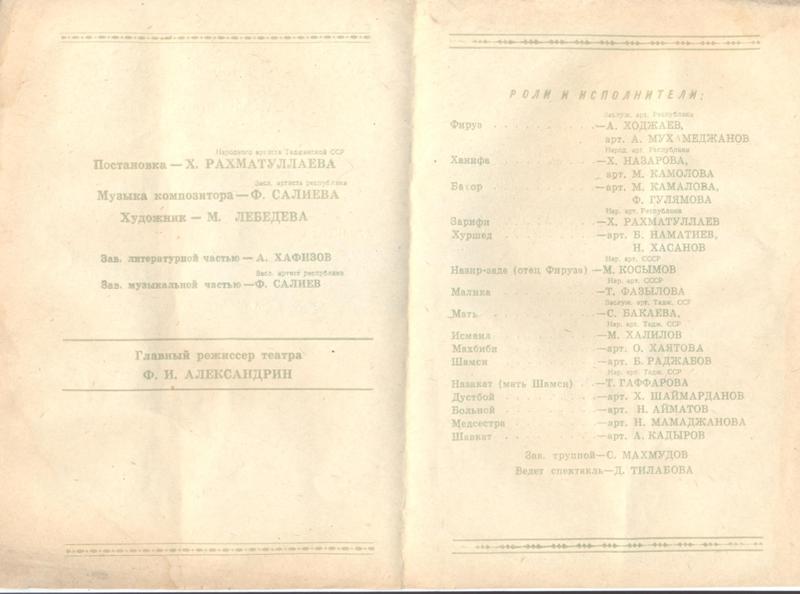 Народного артиста Таджикской ССР
Постановка — Х. РАХМАТУЛЛАЕВА
Засл. артиста республики
Музыка композитора — Ф. САЛИЕВА
Художник — М. ЛЕБЕДЕВА
Зав. литературной частью — А. ХАФИЗОВ
Засл. артист республики
Зав. музыкальной частью — Ф. САЛИЕВ
Главный режиссер театра
Ф. И. АЛЕКСАНДРИН
РОЛИ И ИСПОЛНИТЕЛИ:
Заслуж. арт. Республики
Фируз — А. ХОДЖАЕВ,
арт. А. МУХАМЕДЖАНОВ
Народ. арт. Республики
Ханифа — Х. НАЗАРОВА,
арт. М. КАМОЛОВА
Бахор — арт. М. КАМАЛОВА,
Ф. ГУЛЯМОВА
Нар. арт. Республики
Зарифи — Х. РАХМАТУЛЛАЕВ
Хуршед — арт. Б. НАМАТИЕВ,
Н. ХАСАНОВ
Нар. арт. СССР
Назир-заде (отец Фируза) — М. КОСЫМОВ
Нар. арт. СССР
Малика — Т. ФАЗЫЛОВА
Заслуж. арт. Тадж. ССР
Мать — С. БАКАЕВА,
Нар. арт. Тадж. ССР
Исмаил — М. ХАЛИЛОВ
Махбиби — арт. О. ХАЯТОВА
Шамси — арт. Б. РАДЖАБОВ
Нар. арт. Тадж. ССР
Назакат (мать Шамси) — Т. ГАФФАРОВА
Дустбой — арт. Х. ШАЙМАРДАНОВ
Больной — арт. Н. АЙМАТОВ
Медсестра — арт. Н. МАМАДЖАНОВА
Шавкат — арт. А. КАДЫРОВ
Зав. труппой — С. МАХМУДОВ
Ведет спектакль — Д. ТИЛАБОВА